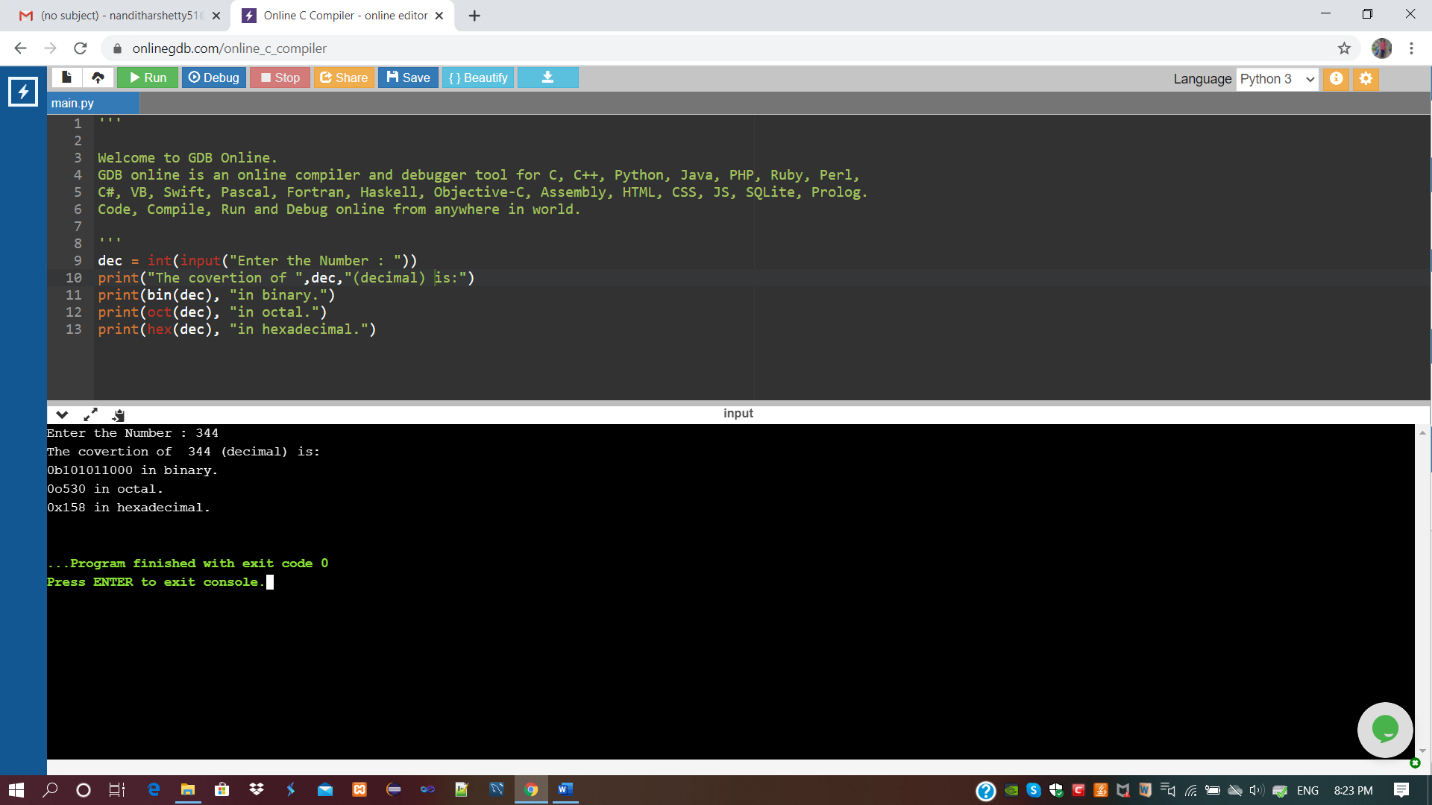 (no subject) - nanditharshetty518
Online C Compiler - online editor
onlinegdb.com/online_c_compiler
Run Debug Stop Share Save { } Beautify
Language Python 3
main.py
1 '''
2
3 Welcome to GDB Online.
4 GDB online is an online compiler and debugger tool for C, C++, Python, Java, PHP, Ruby, Perl,
5 C#, VB, Swift, Pascal, Fortran, Haskell, Objective-C, Assembly, HTML, CSS, JS, SQLite, Prolog.
6 Code, Compile, Run and Debug online from anywhere in world.
7
8 '''
9 dec = int(input("Enter the Number : "))
10 print("The covertion of ",dec,"(decimal) is:")
11 print(bin(dec), "in binary.")
12 print(oct(dec), "in octal.")
13 print(hex(dec), "in hexadecimal.")
input
Enter the Number : 344
The covertion of  344 (decimal) is:
0b101011000 in binary.
0o530 in octal.
0x158 in hexadecimal.
...Program finished with exit code 0
Press ENTER to exit console.
ENG 8:23 PM